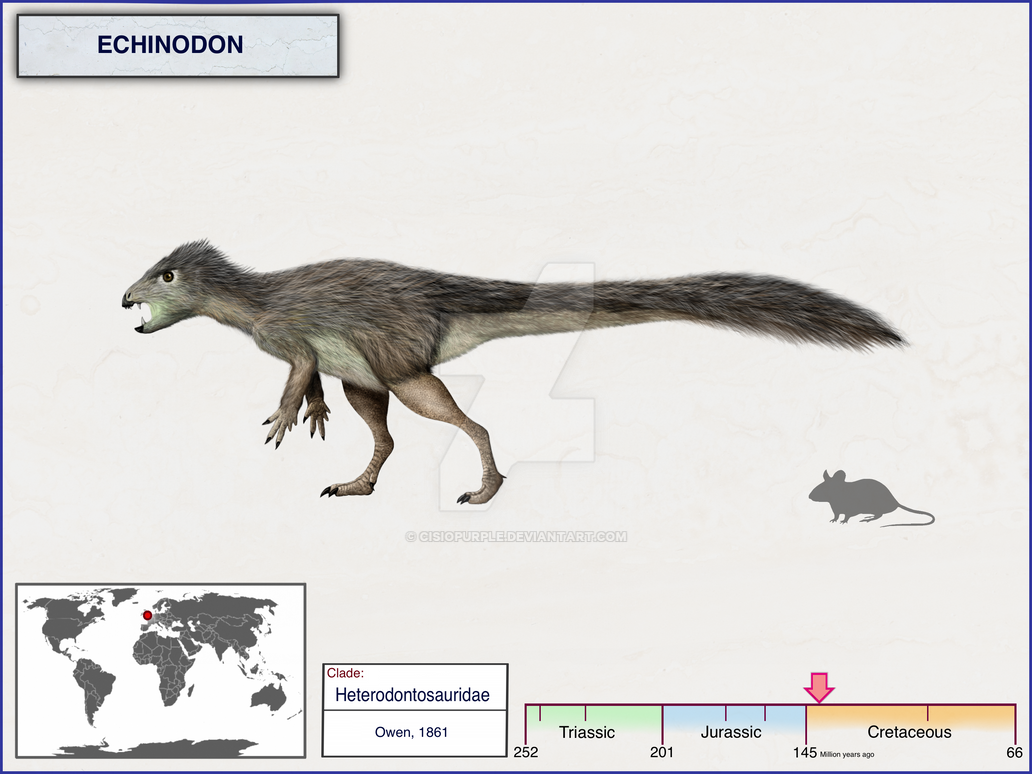 ECHINODON
© CISIOPURPLE.DEVIANTART.COM
Clade:
Heterodontosauridae
Owen, 1861
Triassic Jurassic Cretaceous
252 201 145 Million years ago 66